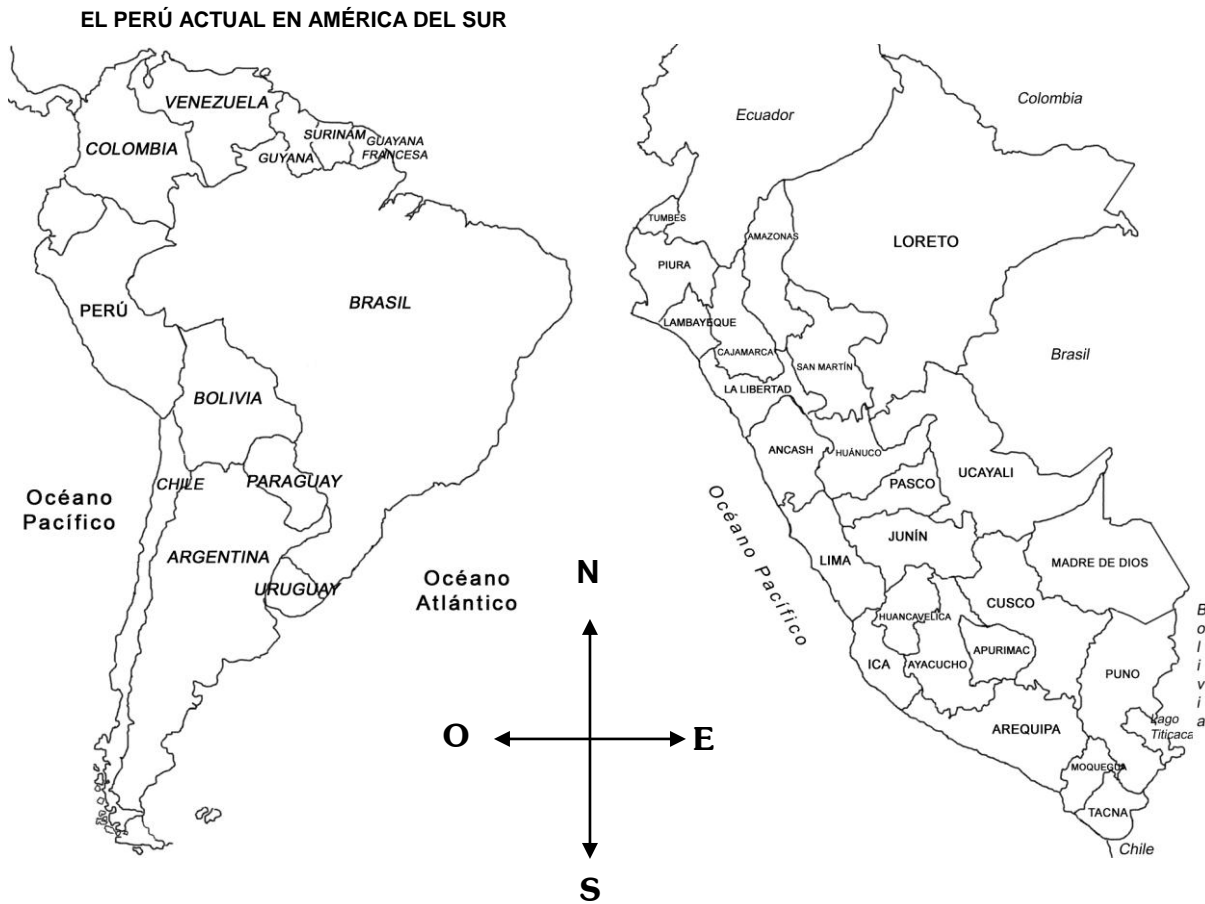 EL PERÚ ACTUAL EN AMÉRICA DEL SUR
VENEZUELA
COLOMBIA
GUYANA
SURINAM
GUAYANA
FRANCESA
PERÚ
BRASIL
BOLIVIA
CHILE
PARAGUAY
Océano
Pacífico
ARGENTINA
URUGUAY
Océano
Atlántico
N
O
E
S
Ecuador
Colombia
TUMBES
AMAZONAS
LORETO
PIURA
LAMBAYEQUE
CAJAMARCA
SAN MARTÍN
Brasil
LA LIBERTAD
ANCASH
HUÁNUCO
UCAYALI
PASCO
Océano Pacífico
JUNÍN
LIMA
MADRE DE DIOS
CUSCO
HUANCAVELICA
ICA
AYACUCHO
APURIMAC
PUNO
Bolivia
AREQUIPA
Lago
Titicaca
MOQUEGUA
TACNA
Chile